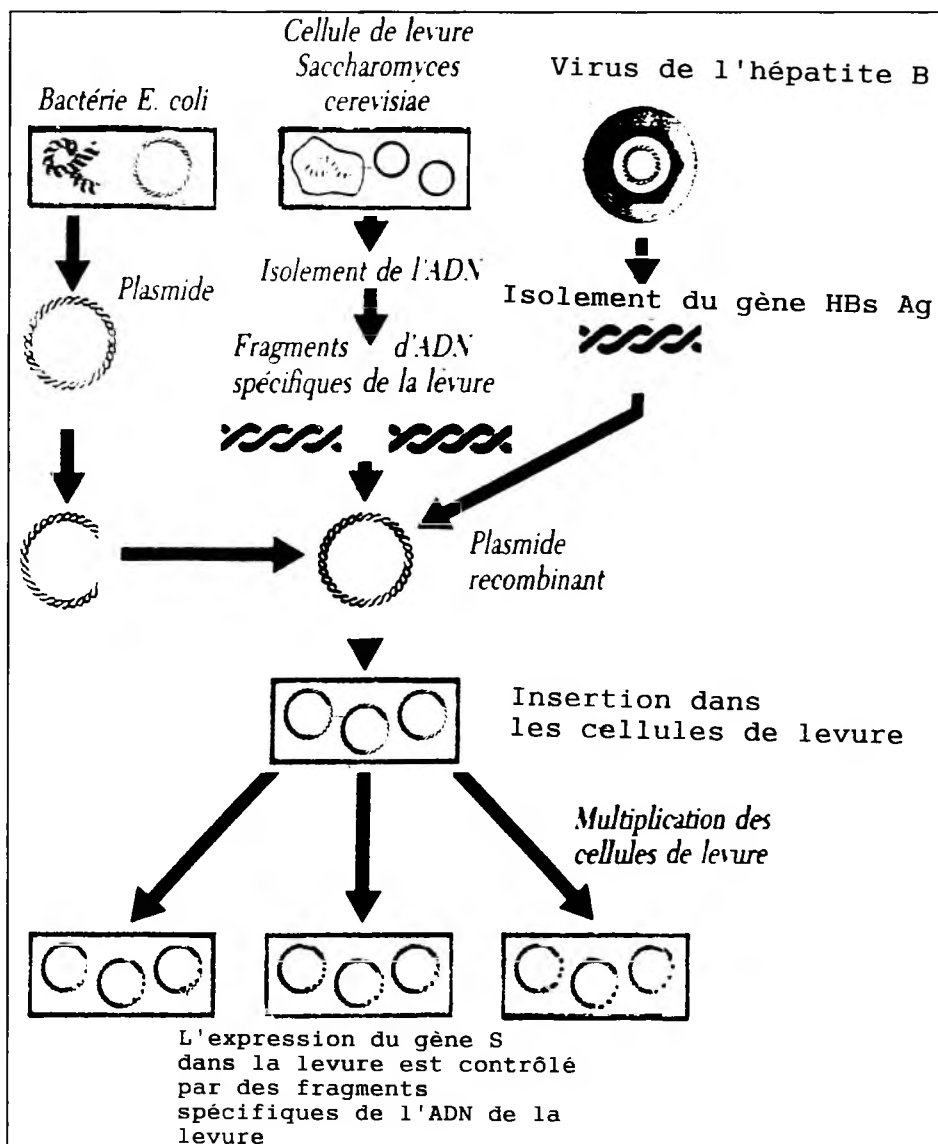 Cellule de levure
Saccharomyces
cerevisiae
Virus de l'hépatite B
Bactérie E. coli
Plasmide
Isolement de l'ADN
Isolement du gène HBs Ag
Fragments d'ADN
spécifiques de la levure
Plasmide
recombinant
Insertion dans
les cellules de levure
Multiplication des
cellules de levure
L'expression du gène S
dans la levure est contrôlé
par des fragments
spécifiques de l'ADN de la
levure